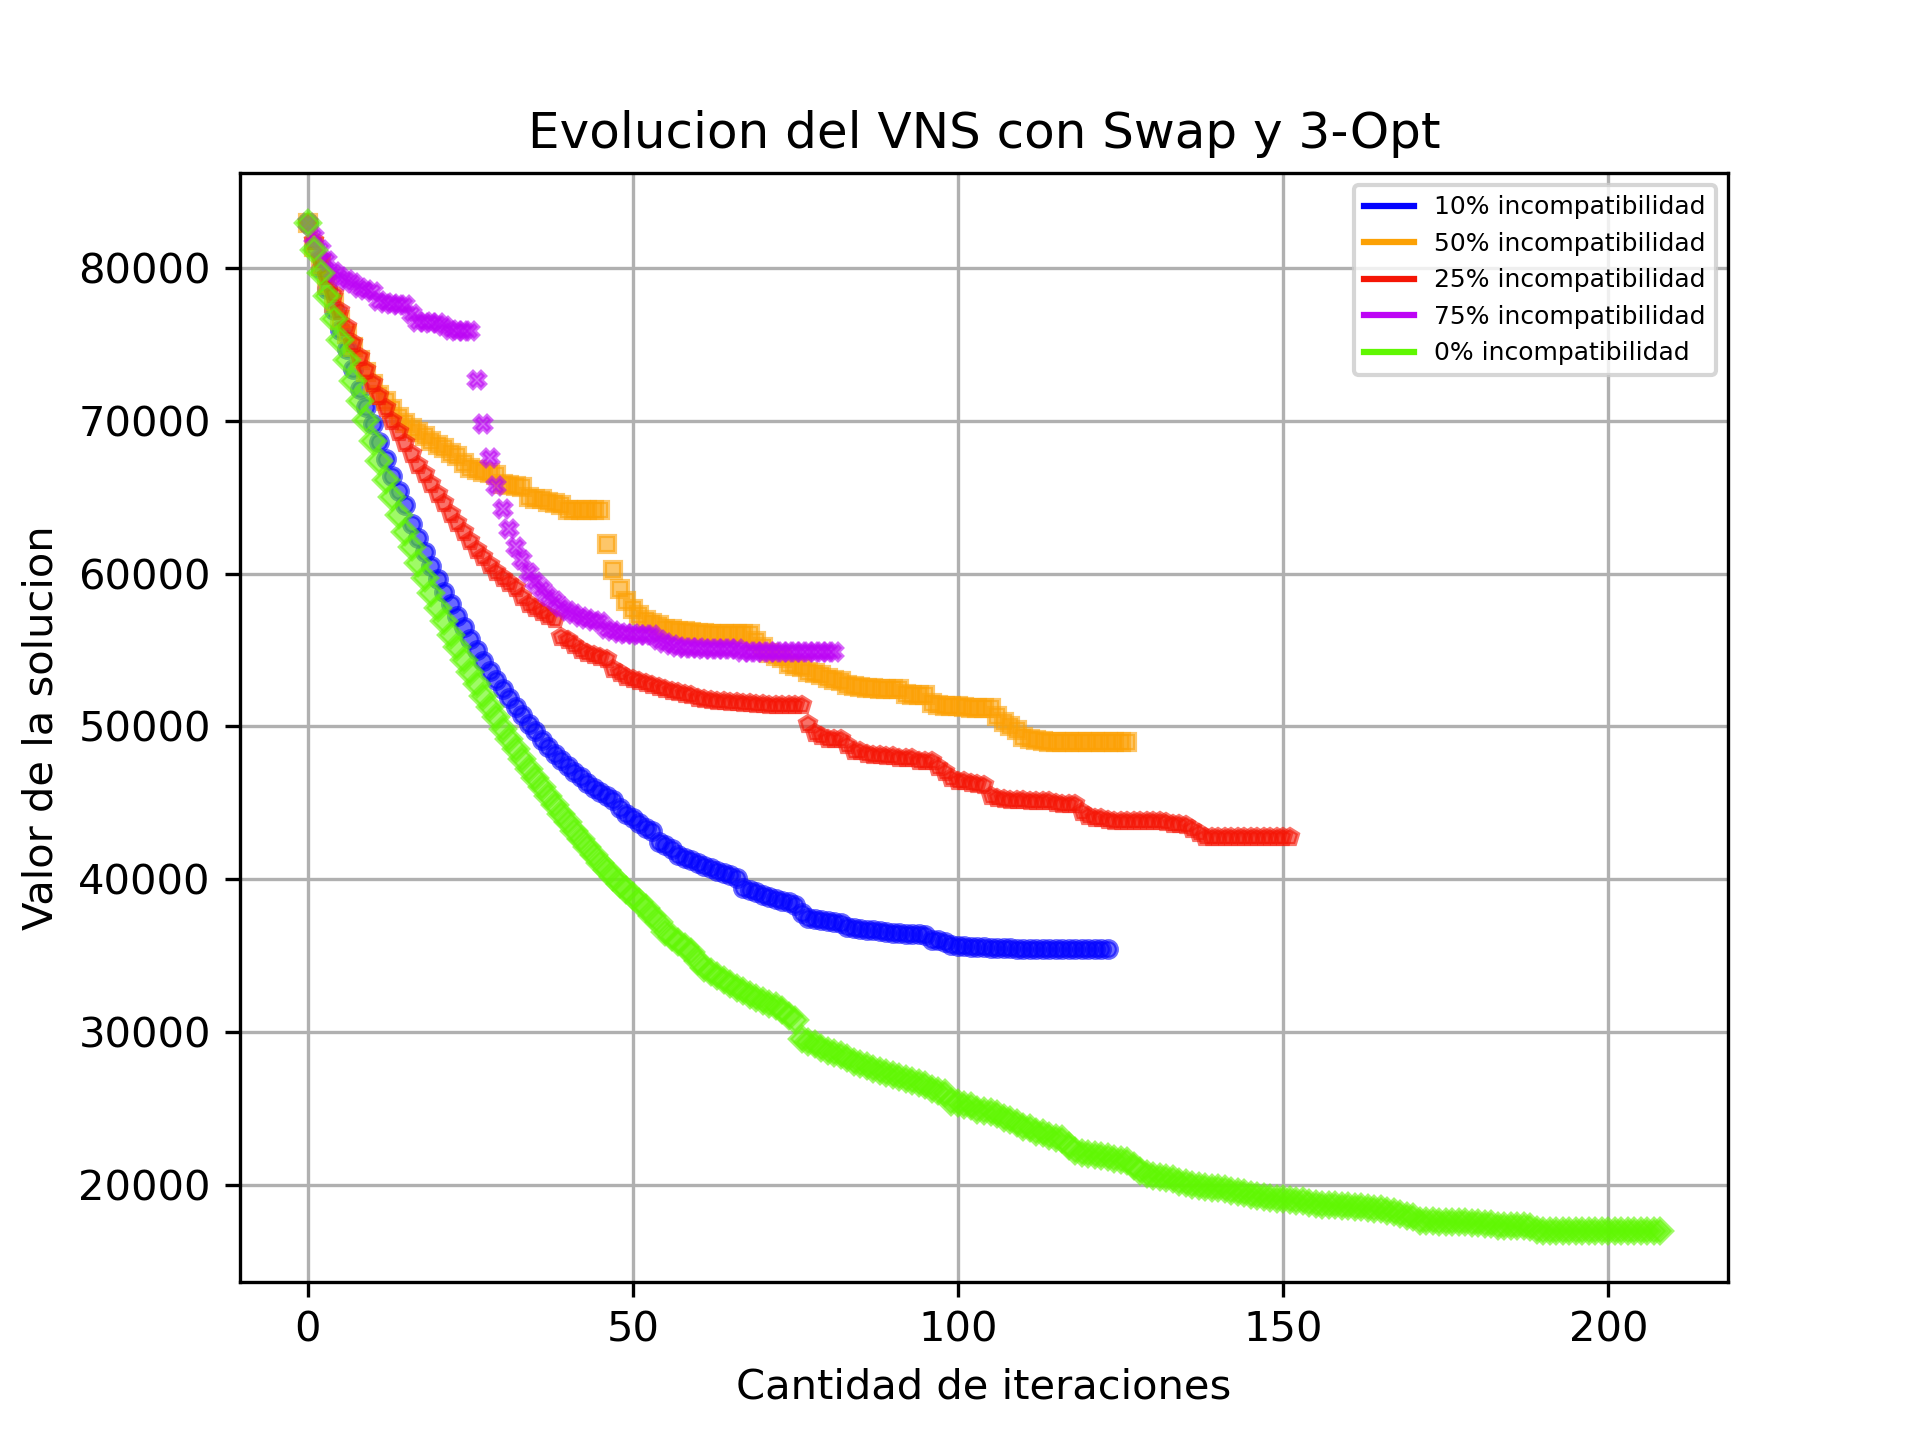 Evolucion del VNS con Swap y 3-Opt
10% incompatibilidad
50% incompatibilidad
25% incompatibilidad
75% incompatibilidad
0% incompatibilidad
Valor de la solucion
80000
70000
60000
50000
40000
30000
20000
0 50 100 150 200
Cantidad de iteraciones